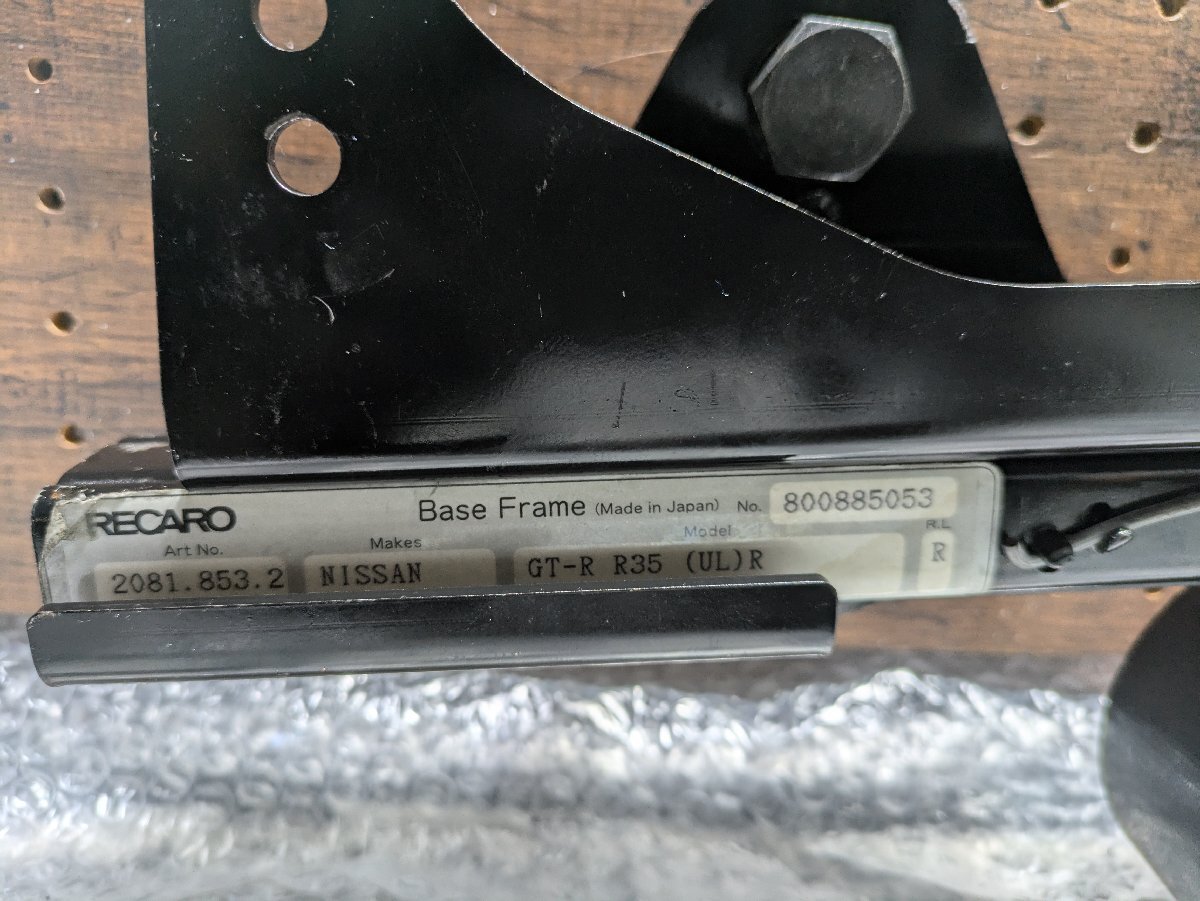 RECARO Base Frame (Made in Japan) No. 800885053
Art No. Makes Model R.L
2081.853.2 NISSAN GT-R R35 (UL)R R